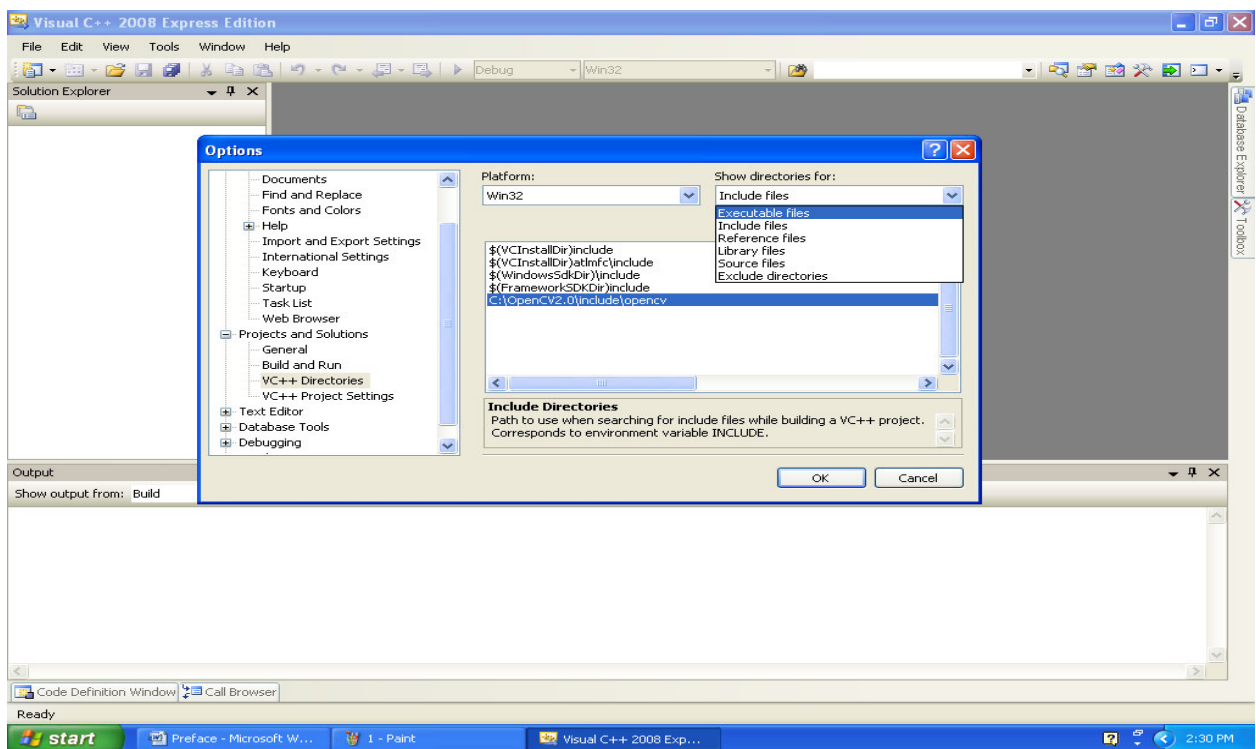 Visual C++ 2008 Express Edition
File Edit View Tools Window Help
Debug Win32
Solution Explorer
Database Explorer
Toolbox
Options
Documents
Find and Replace
Fonts and Colors
Help
Import and Export Settings
International Settings
Keyboard
Startup
Task List
Web Browser
Projects and Solutions
General
Build and Run
VC++ Directories
VC++ Project Settings
Text Editor
Database Tools
Debugging
Platform:
Win32
Show directories for:
Include files
Executable files
Include files
Reference files
Library files
Source files
Exclude directories
$(VCInstallDir)include
$(VCInstallDir)atlmfc\include
$(WindowsSdkDir)\include
$(FrameworkSDKDir)include
C:\OpenCV2.0\include\opencv
Include Directories
Path to use when searching for include files while building a VC++ project.
Corresponds to environment variable INCLUDE.
OK Cancel
Output
Show output from: Build
Code Definition Window Call Browser
Ready
start Preface - Microsoft W... 1 - Paint Visual C++ 2008 Exp... 2:30 PM